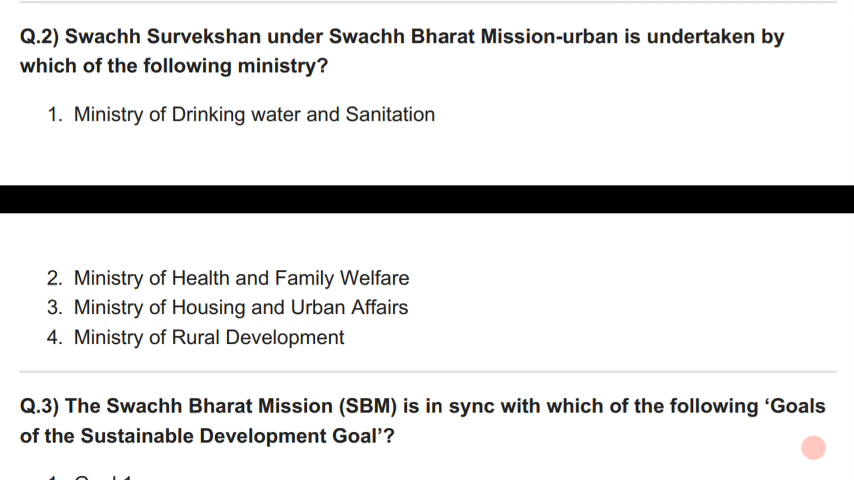 Q.2) Swachh Survekshan under Swachh Bharat Mission-urban is undertaken by
which of the following ministry?
1. Ministry of Drinking water and Sanitation
2. Ministry of Health and Family Welfare
3. Ministry of Housing and Urban Affairs
4. Ministry of Rural Development
Q.3) The Swachh Bharat Mission (SBM) is in sync with which of the following ‘Goals
of the Sustainable Development Goal’?